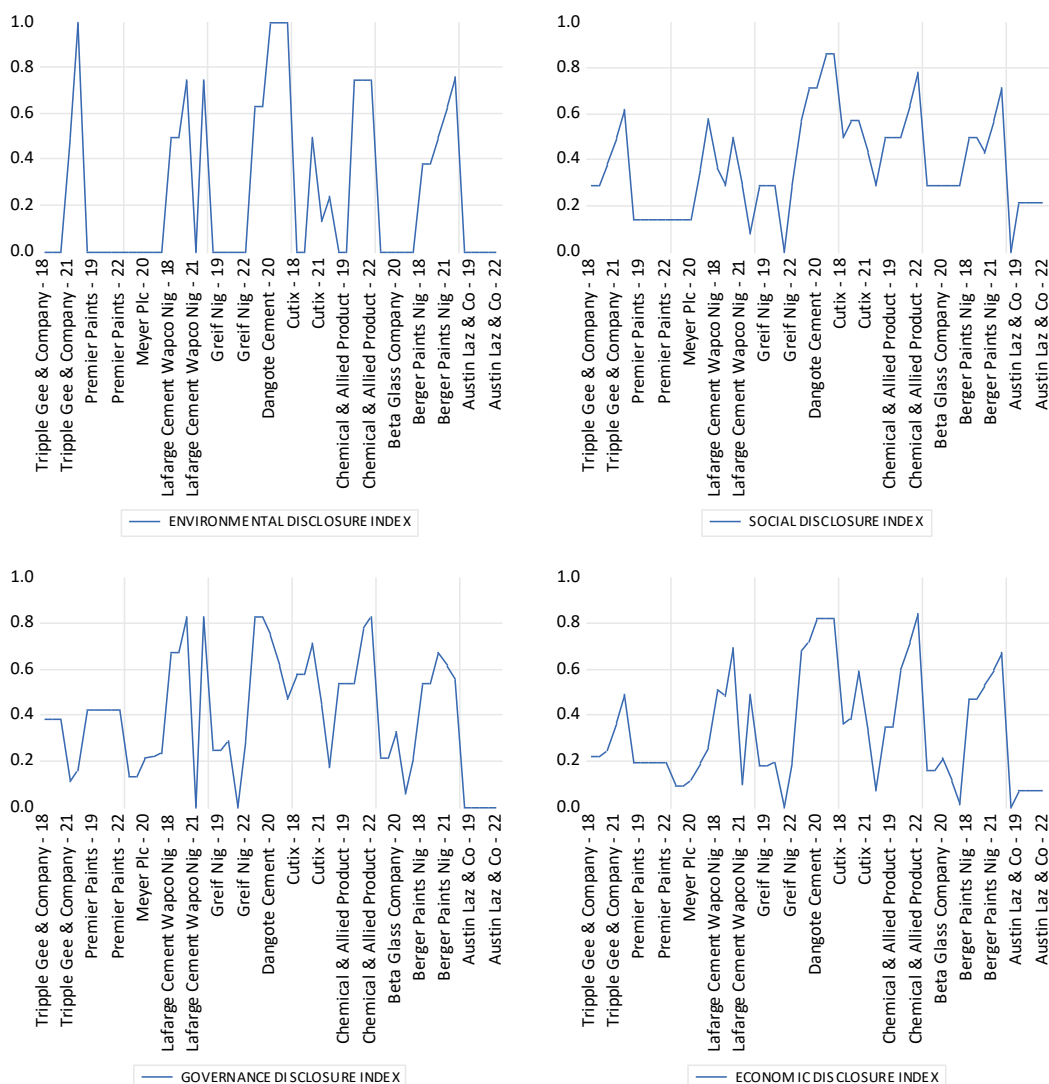 1.0
0.8
0.6
0.4
0.2
0.0
Tripple Gee & Company - 18
Tripple Gee & Company - 21
Premier Paints - 19
Premier Paints - 22
Meyer Plc - 20
Lafarge Cement Wapco Nig - 18
Lafarge Cement Wapco Nig - 21
Greif Nig - 19
Greif Nig - 22
Dangote Cement - 20
Cutix - 18
Cutix - 21
Chemical & Allied Product - 19
Chemical & Allied Product - 22
Beta Glass Company - 20
Berger Paints Nig - 18
Berger Paints Nig - 21
Austin Laz & Co - 19
Austin Laz & Co - 22
ENVIRONMENTAL DISCLOSURE INDEX
1.0
0.8
0.6
0.4
0.2
0.0
Tripple Gee & Company - 18
Tripple Gee & Company - 21
Premier Paints - 19
Premier Paints - 22
Meyer Plc - 20
Lafarge Cement Wapco Nig - 18
Lafarge Cement Wapco Nig - 21
Greif Nig - 19
Greif Nig - 22
Dangote Cement - 20
Cutix - 18
Cutix - 21
Chemical & Allied Product - 19
Chemical & Allied Product - 22
Beta Glass Company - 20
Berger Paints Nig - 18
Berger Paints Nig - 21
Austin Laz & Co - 19
Austin Laz & Co - 22
SOCIAL DISCLOSURE INDEX
1.0
0.8
0.6
0.4
0.2
0.0
Tripple Gee & Company - 18
Tripple Gee & Company - 21
Premier Paints - 19
Premier Paints - 22
Meyer Plc - 20
Lafarge Cement Wapco Nig - 18
Lafarge Cement Wapco Nig - 21
Greif Nig - 19
Greif Nig - 22
Dangote Cement - 20
Cutix - 18
Cutix - 21
Chemical & Allied Product - 19
Chemical & Allied Product - 22
Beta Glass Company - 20
Berger Paints Nig - 18
Berger Paints Nig - 21
Austin Laz & Co - 19
Austin Laz & Co - 22
GOVERNANCE DISCLOSURE INDEX
1.0
0.8
0.6
0.4
0.2
0.0
Tripple Gee & Company - 18
Tripple Gee & Company - 21
Premier Paints - 19
Premier Paints - 22
Meyer Plc - 20
Lafarge Cement Wapco Nig - 18
Lafarge Cement Wapco Nig - 21
Greif Nig - 19
Greif Nig - 22
Dangote Cement - 20
Cutix - 18
Cutix - 21
Chemical & Allied Product - 19
Chemical & Allied Product - 22
Beta Glass Company - 20
Berger Paints Nig - 18
Berger Paints Nig - 21
Austin Laz & Co - 19
Austin Laz & Co - 22
ECONOMIC DISCLOSURE INDEX